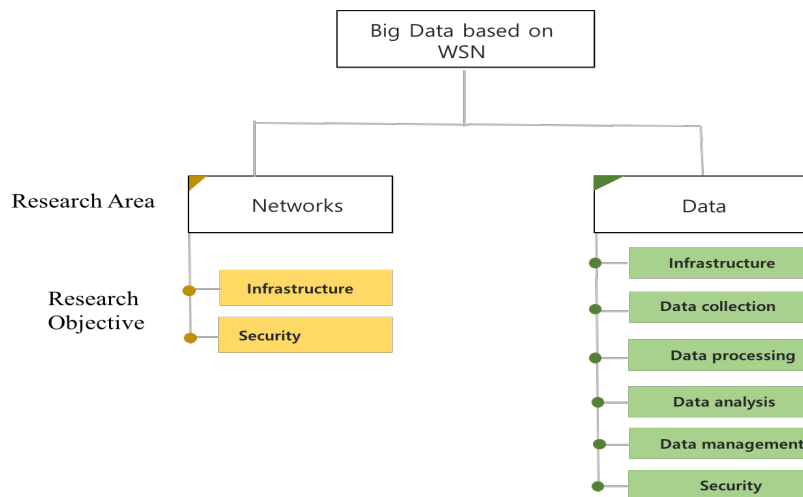 Big Data based on
WSN
Research Area
Networks
Data
Research
Objective
Infrastructure
Security
Infrastructure
Data collection
Data processing
Data analysis
Data management
Security